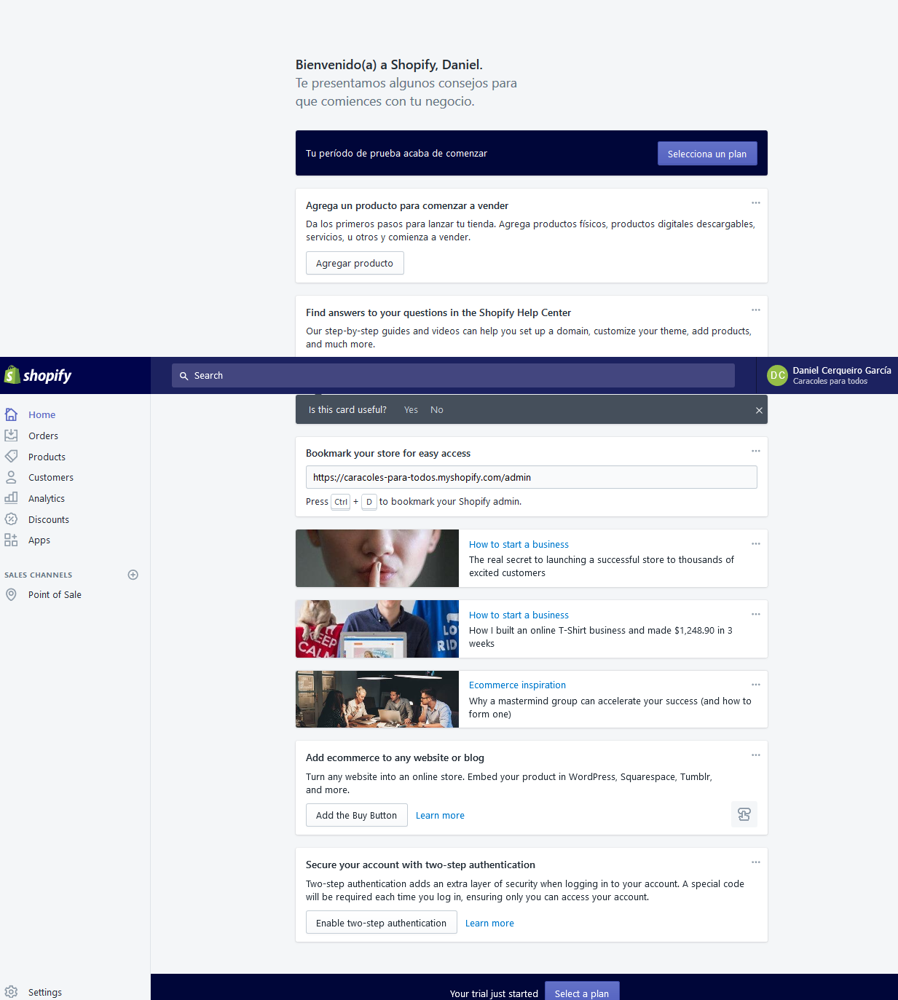 Bienvenido(a) a Shopify, Daniel.
Te presentamos algunos consejos para
que comiences con tu negocio.
Tu período de prueba acaba de comenzar
Selecciona un plan
Agrega un producto para comenzar a vender
Da los primeros pasos para lanzar tu tienda. Agrega productos físicos, productos digitales descargables,
servicios, u otros y comienza a vender.
Agregar producto
Find answers to your questions in the Shopify Help Center
Our step-by-step guides and videos can help you set up a domain, customize your theme, add products,
and much more.
shopify
Search
DC
Daniel Cerqueiro García
Caracoles para todos
Home
Orders
Products
Customers
Analytics
Discounts
Apps
SALES CHANNELS
Point of Sale
Settings
Is this card useful? Yes No
Bookmark your store for easy access
https://caracoles-para-todos.myshopify.com/admin
Press Ctrl + D to bookmark your Shopify admin.
How to start a business
The real secret to launching a successful store to thousands of
excited customers
KEEP
CALM
LO
RID
How to start a business
How I built an online T-Shirt business and made $1,248.90 in 3
weeks
Ecommerce inspiration
Why a mastermind group can accelerate your success (and how to
form one)
Add ecommerce to any website or blog
Turn any website into an online store. Embed your product in WordPress, Squarespace, Tumblr,
and more.
Add the Buy Button Learn more
Secure your account with two-step authentication
Two-step authentication adds an extra layer of security when logging in to your account. A special code
will be required each time you log in, ensuring only you can access your account.
Enable two-step authentication Learn more
Your trial just started Select a plan